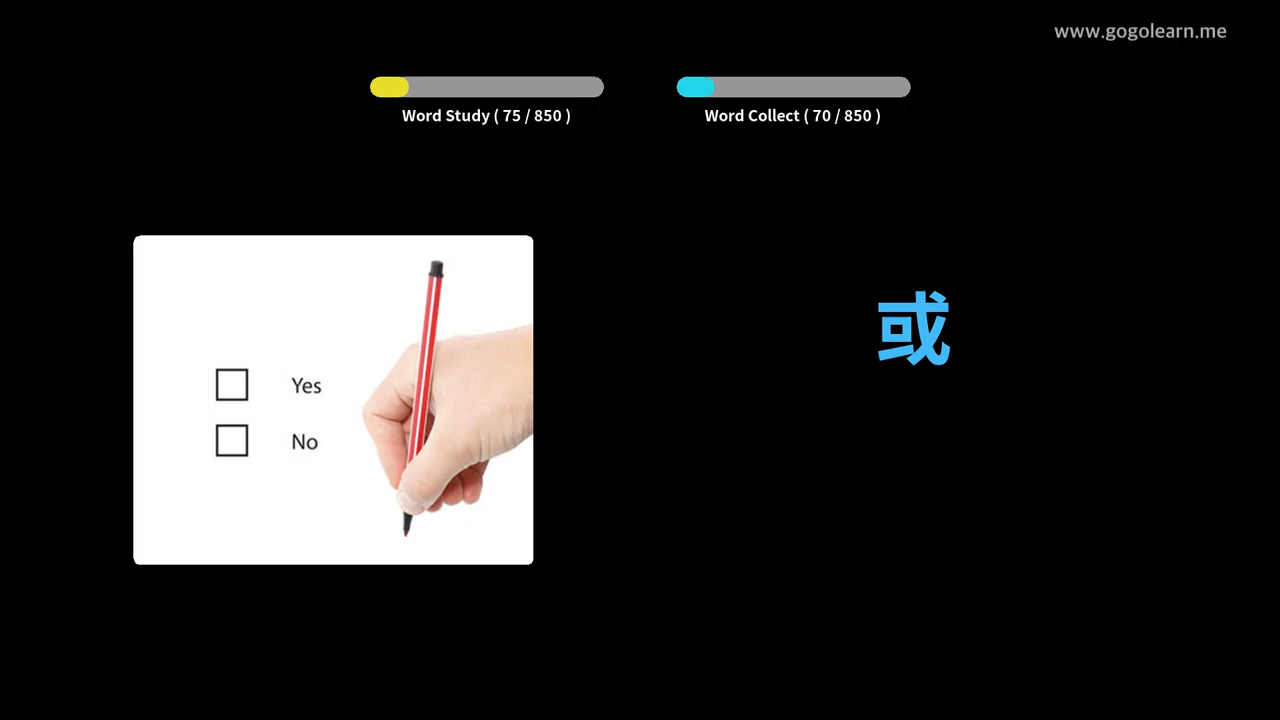 www.gogolearn.me
Word Study ( 75 / 850 )
Word Collect ( 70 / 850 )
或
Yes
No